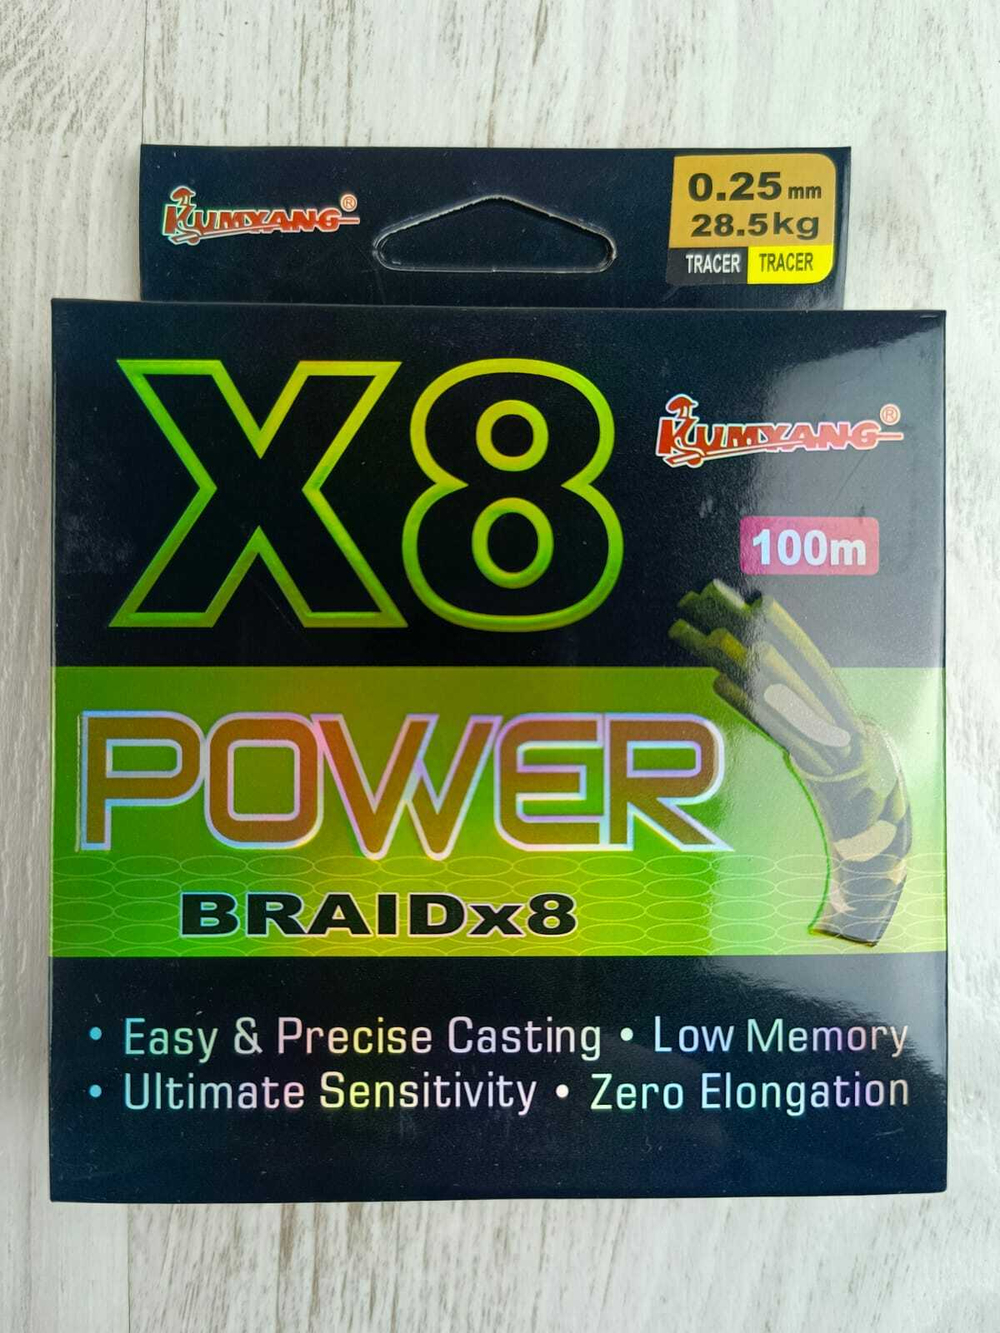 KUMYANG®
0.25mm
28.5kg
TRACER TRACER
X8
KUMYANG®
100m
POWER
BRAIDx8
• Easy & Precise Casting • Low Memory
• Ultimate Sensitivity • Zero Elongation